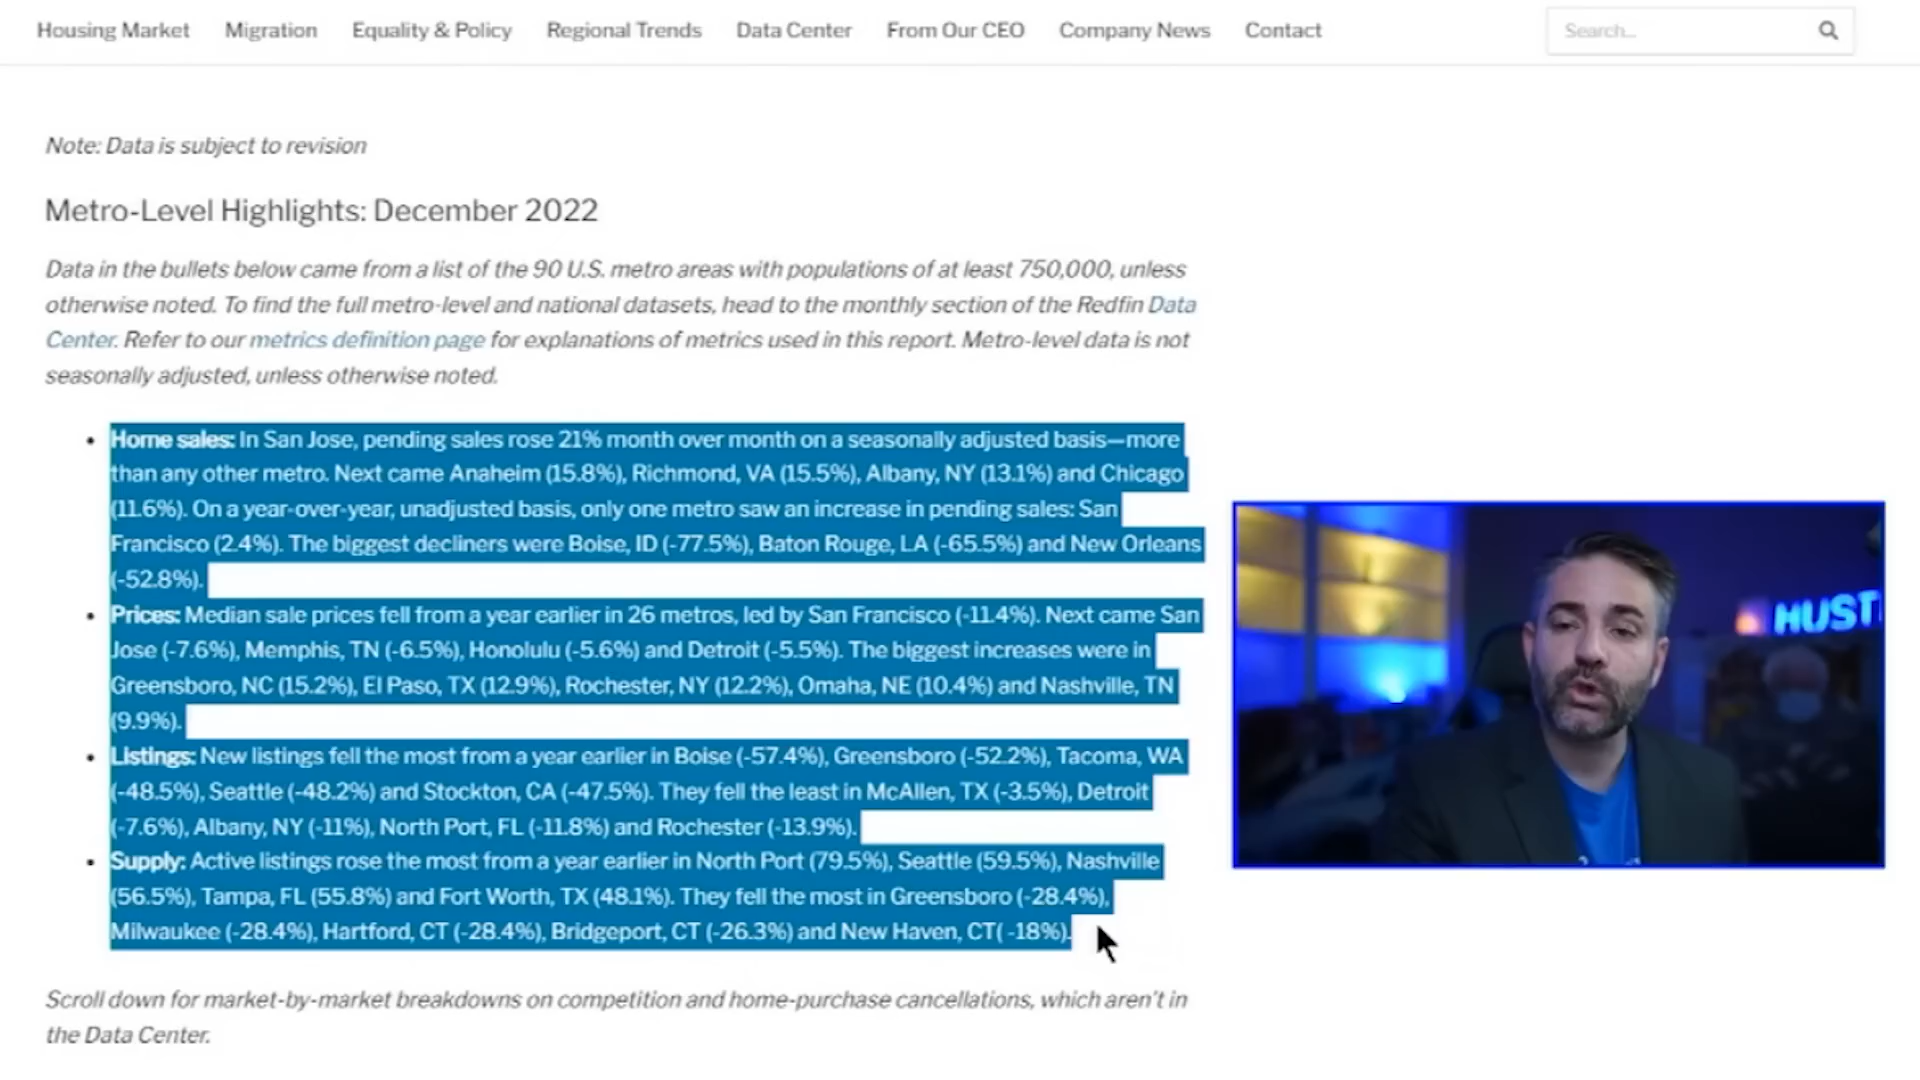 Housing Market Migration Equality & Policy Regional Trends Data Center From Our CEO Company News Contact Search...
Note: Data is subject to revision
Metro-Level Highlights: December 2022
Data in the bullets below came from a list of the 90 U.S. metro areas with populations of at least 750,000, unless
otherwise noted. To find the full metro-level and national datasets, head to the monthly section of the Redfin Data
Center. Refer to our metrics definition page for explanations of metrics used in this report. Metro-level data is not
seasonally adjusted, unless otherwise noted.
• Home sales: In San Jose, pending sales rose 21% month over month on a seasonally adjusted basis—more
than any other metro. Next came Anaheim (15.8%), Richmond, VA (15.5%), Albany, NY (13.1%) and Chicago
(11.6%). On a year-over-year, unadjusted basis, only one metro saw an increase in pending sales: San
Francisco (2.4%). The biggest decliners were Boise, ID (-77.5%), Baton Rouge, LA (-65.5%) and New Orleans
(-52.8%).
• Prices: Median sale prices fell from a year earlier in 26 metros, led by San Francisco (-11.4%). Next came San
Jose (-7.6%), Memphis, TN (-6.5%), Honolulu (-5.6%) and Detroit (-5.5%). The biggest increases were in
Greensboro, NC (15.2%), El Paso, TX (12.9%), Rochester, NY (12.2%), Omaha, NE (10.4%) and Nashville, TN
(9.9%).
• Listings: New listings fell the most from a year earlier in Boise (-57.4%), Greensboro (-52.2%), Tacoma, WA
(-48.5%), Seattle (-48.2%) and Stockton, CA (-47.5%). They fell the least in McAllen, TX (-3.5%), Detroit
(-7.6%), Albany, NY (-11%), North Port, FL (-11.8%) and Rochester (-13.9%).
• Supply: Active listings rose the most from a year earlier in North Port (79.5%), Seattle (59.5%), Nashville
(56.5%), Tampa, FL (55.8%) and Fort Worth, TX (48.1%). They fell the most in Greensboro (-28.4%),
Milwaukee (-28.4%), Hartford, CT (-28.4%), Bridgeport, CT (-26.3%) and New Haven, CT( -18%).
Scroll down for market-by-market breakdowns on competition and home-purchase cancellations, which aren't in
the Data Center.
HUST